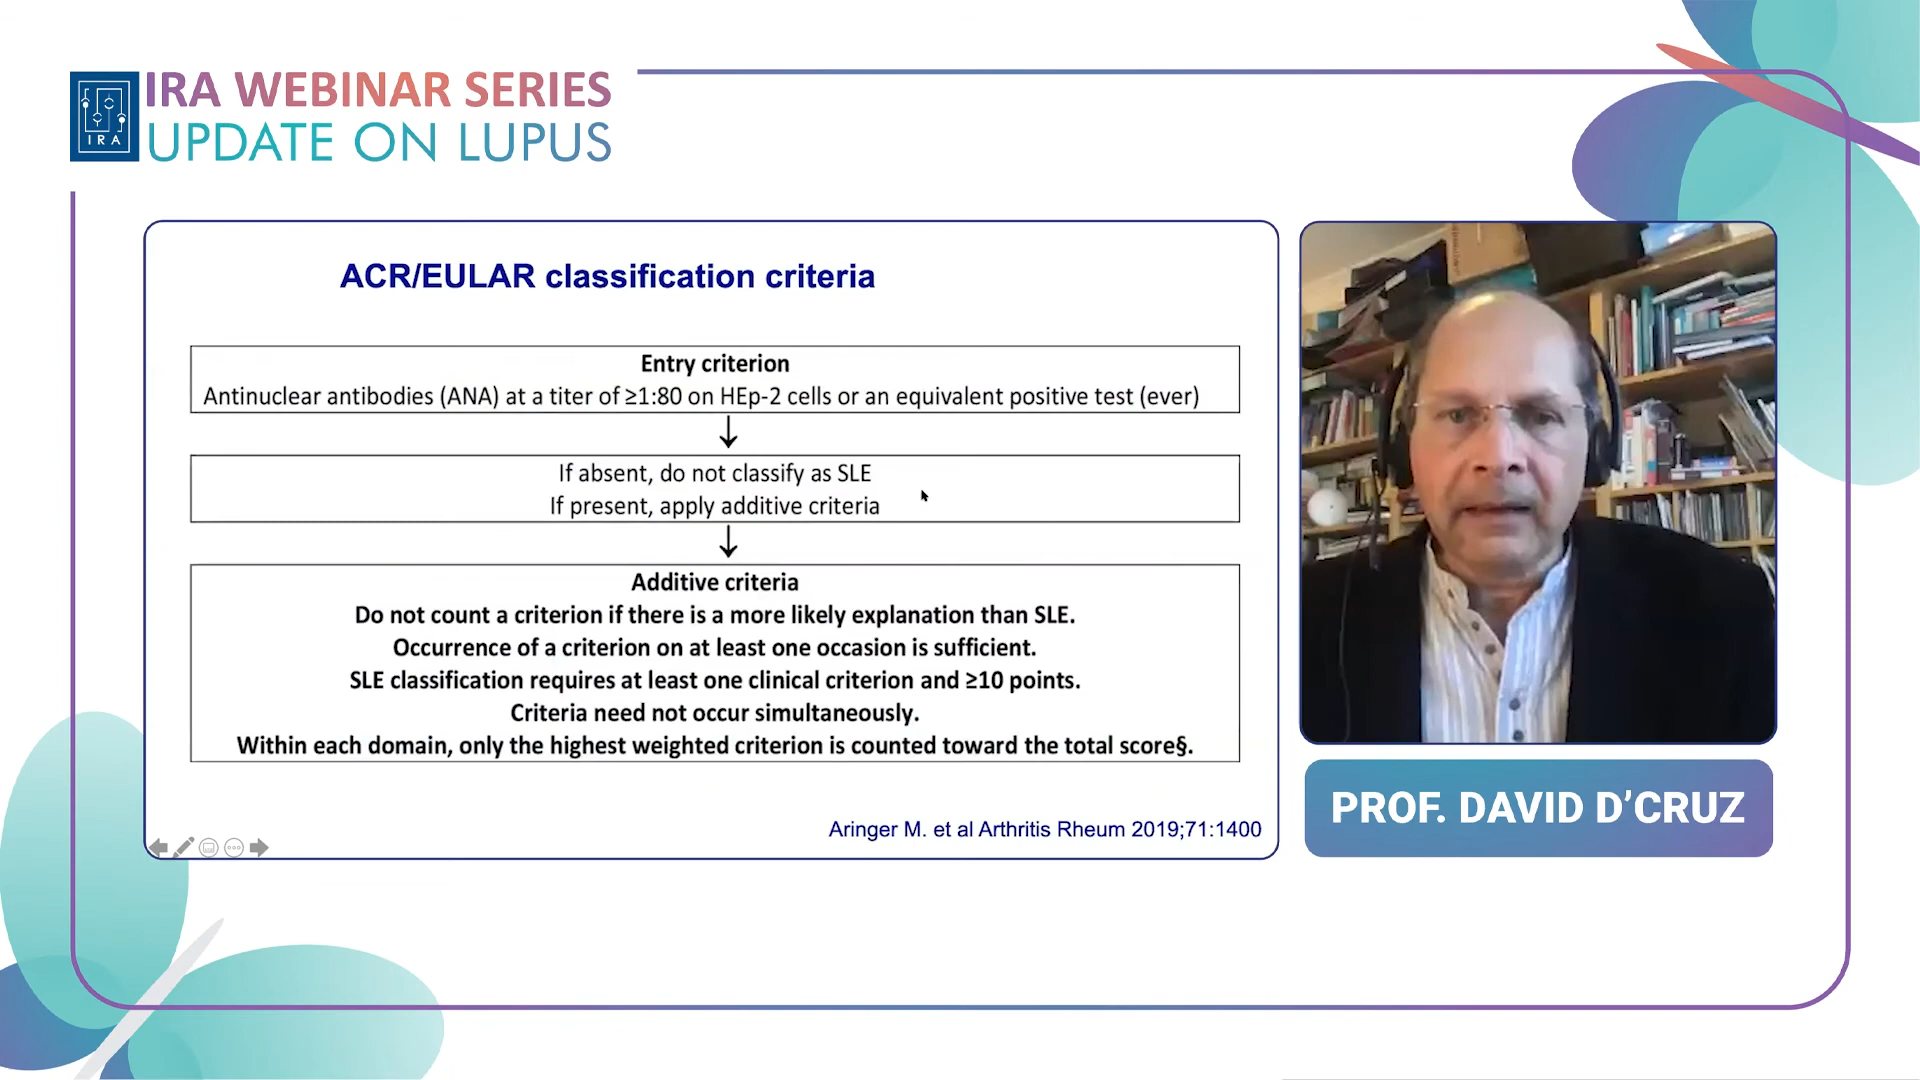 IRA WEBINAR SERIES
UPDATE ON LUPUS
IRA
ACR/EULAR classification criteria
Entry criterion
Antinuclear antibodies (ANA) at a titer of ≥1:80 on HEp-2 cells or an equivalent positive test (ever)
If absent, do not classify as SLE
If present, apply additive criteria
Additive criteria
Do not count a criterion if there is a more likely explanation than SLE.
Occurrence of a criterion on at least one occasion is sufficient.
SLE classification requires at least one clinical criterion and ≥10 points.
Criteria need not occur simultaneously.
Within each domain, only the highest weighted criterion is counted toward the total score§.
Aringer M. et al Arthritis Rheum 2019;71:1400
PROF. DAVID D’CRUZ